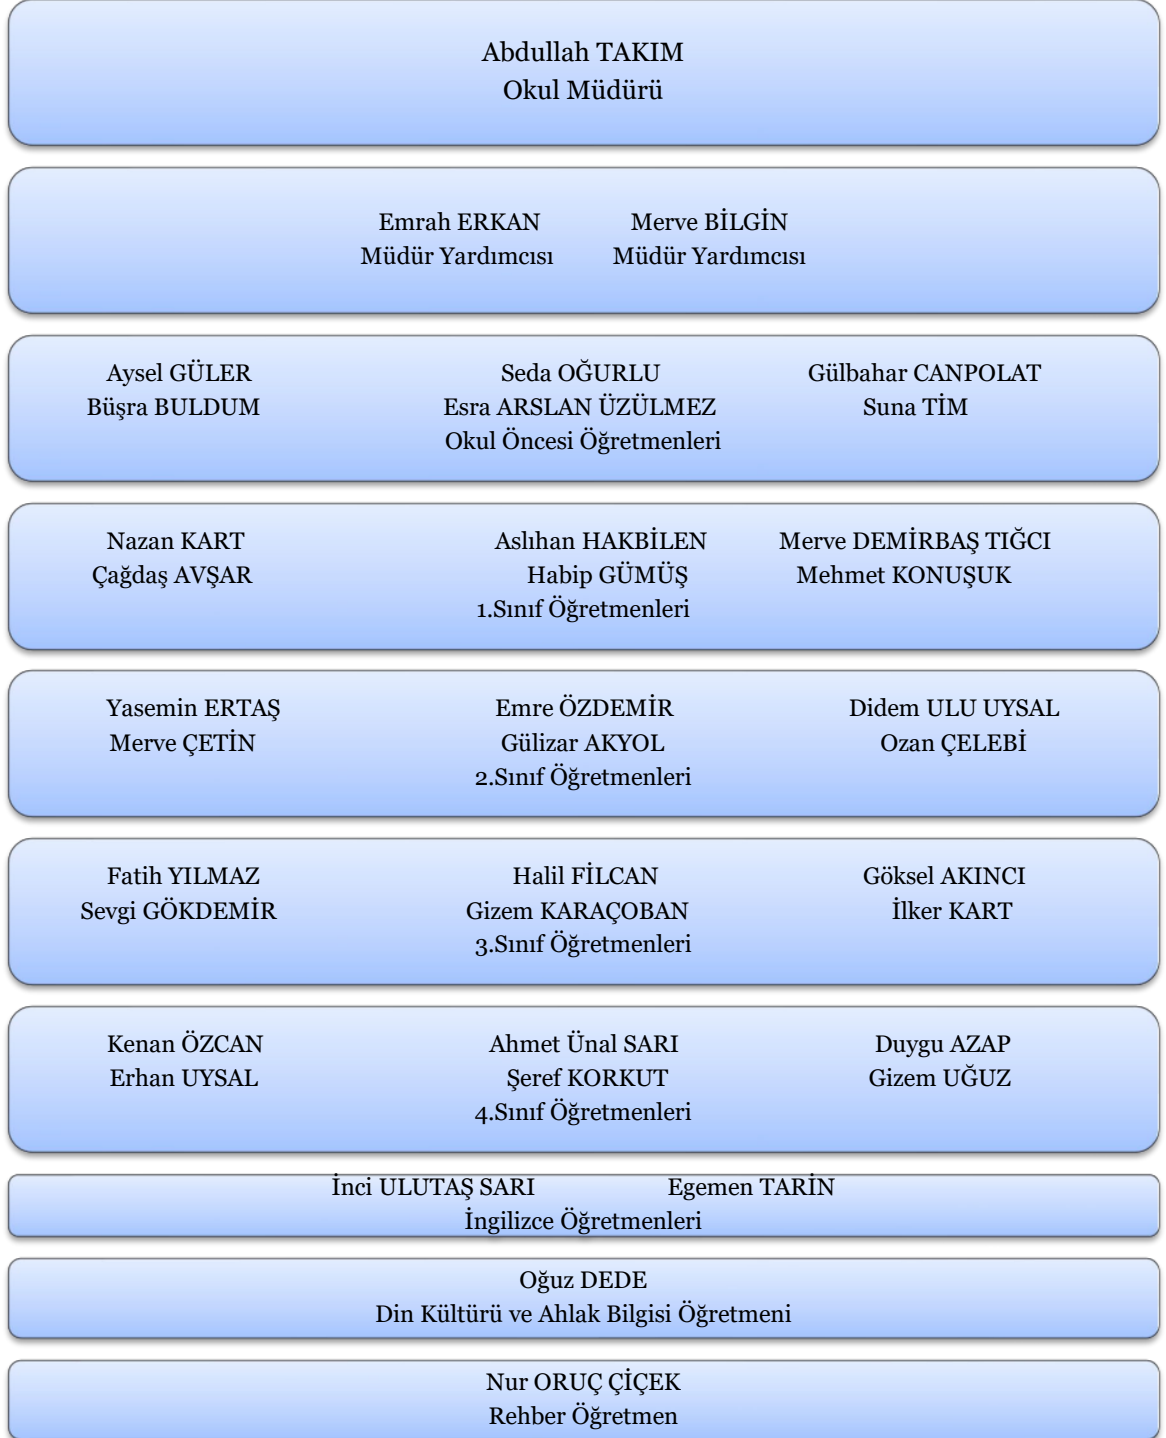 Abdullah TAKIM
Okul Müdürü
Emrah ERKAN Merve BİLGİN
Müdür Yardımcısı Müdür Yardımcısı
Aysel GÜLER Seda OĞURLU Gülbahar CANPOLAT
Büşra BULDUM Esra ARSLAN ÜZÜLMEZ Suna TİM
Okul Öncesi Öğretmenleri
Nazan KART Aslıhan HAKBİLEN Merve DEMİRBAŞ TIĞCI
Çağdaş AVŞAR Habip GÜMÜŞ Mehmet KONUŞUK
1.Sınıf Öğretmenleri
Yasemin ERTAŞ Emre ÖZDEMİR Didem ULU UYSAL
Merve ÇETİN Gülizar AKYOL Ozan ÇELEBİ
2.Sınıf Öğretmenleri
Fatih YILMAZ Halil FİLCAN Göksel AKINCI
Sevgi GÖKDEMİR Gizem KARAÇOBAN İlker KART
3.Sınıf Öğretmenleri
Kenan ÖZCAN Ahmet Ünal SARI Duygu AZAP
Erhan UYSAL Şeref KORKUT Gizem UĞUZ
4.Sınıf Öğretmenleri
İnci ULUTAŞ SARI Egemen TARİN
İngilizce Öğretmenleri
Oğuz DEDE
Din Kültürü ve Ahlak Bilgisi Öğretmeni
Nur ORUÇ ÇİÇEK
Rehber Öğretmen